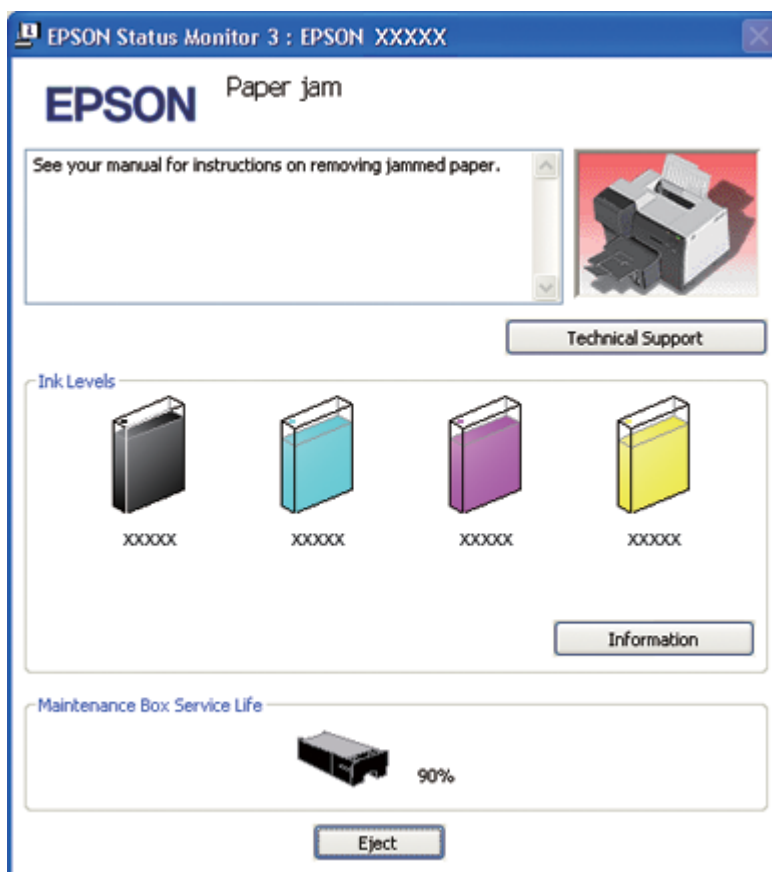 EPSON Status Monitor 3 : EPSON XXXXX
EPSON
Paper jam
See your manual for instructions on removing jammed paper.
Technical Support
Ink Levels
XXXXX XXXXX XXXXX XXXXX
Information
Maintenance Box Service Life
90%
Eject